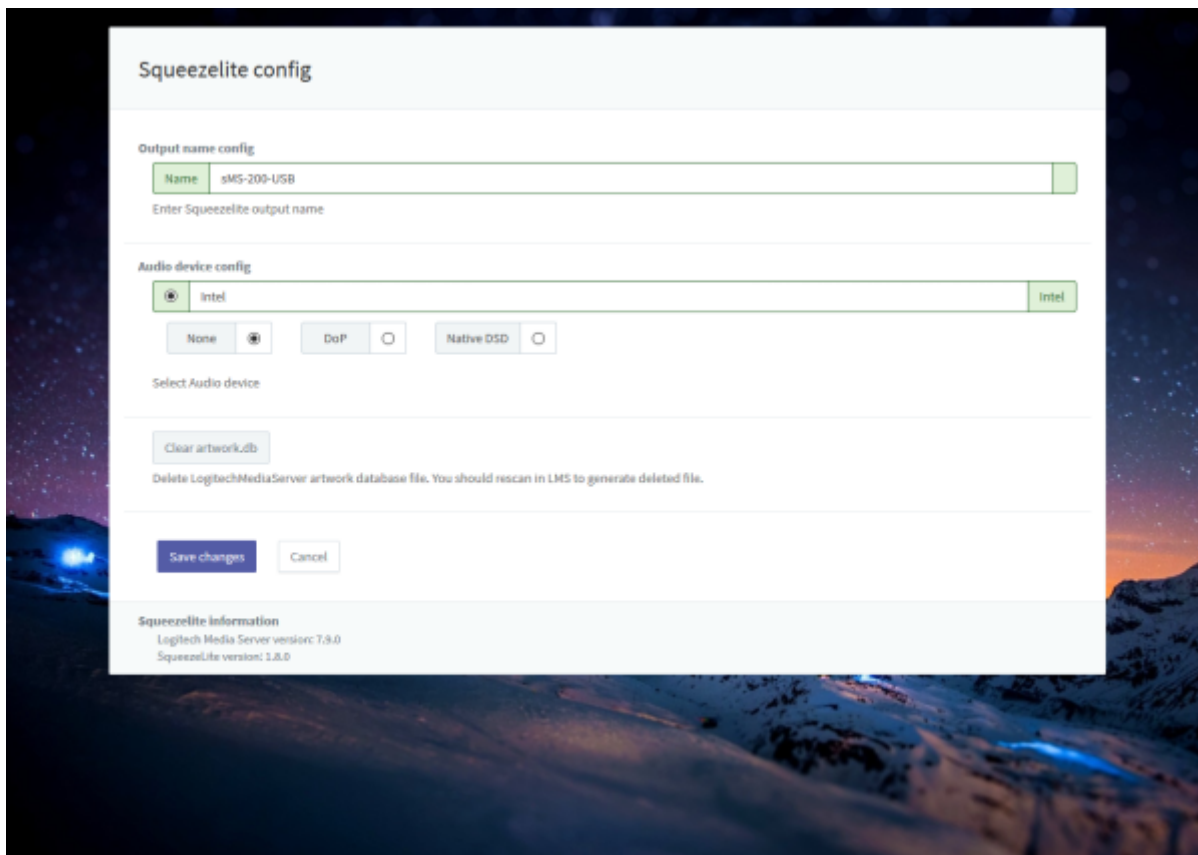 Squeezelite config
Output name config
Name sMS-200-USB
Enter Squeezelite output name
Audio device config
Intel Intel
None DoP Native DSD
Select Audio device
Clear artwork.db
Delete LogitechMediaServer artwork database file. You should rescan in LMS to generate deleted file.
Save changes Cancel
Squeezelite information
Logitech Media Server version: 7.9.0
SqueezeLite version: 1.8.0